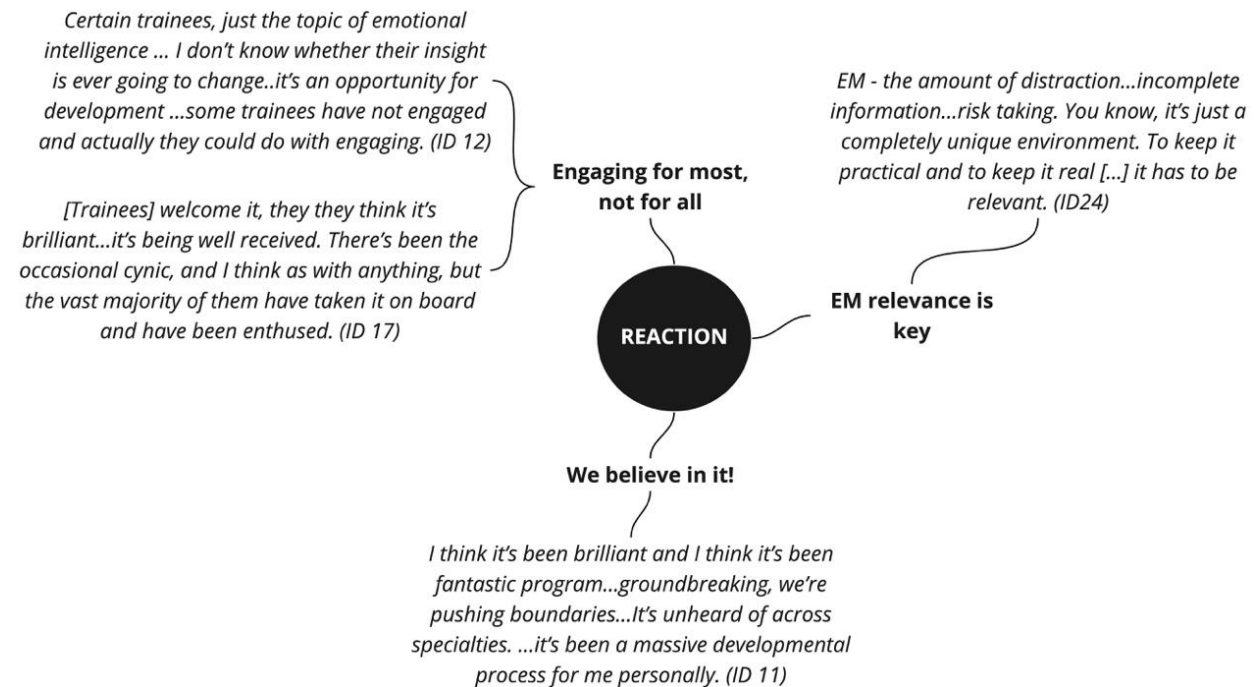 Certain trainees, just the topic of emotional
intelligence ... I don't know whether their insight
is ever going to change..it's an opportunity for
development ...some trainees have not engaged
and actually they could do with engaging. (ID 12)
[Trainees] welcome it, they they think it's
brilliant...it's being well received. There's been the
occasional cynic, and I think as with anything, but
the vast majority of them have taken it on board
and have been enthused. (ID 17)
Engaging for most,
not for all
EM - the amount of distraction...incomplete
information...risk taking. You know, it's just a
completely unique environment. To keep it
practical and to keep it real [...] it has to be
relevant. (ID24)
EM relevance is
key
REACTION
We believe in it!
I think it's been brilliant and I think it's been
fantastic program...groundbreaking, we're
pushing boundaries...It's unheard of across
specialties. ...it's been a massive developmental
process for me personally. (ID 11)